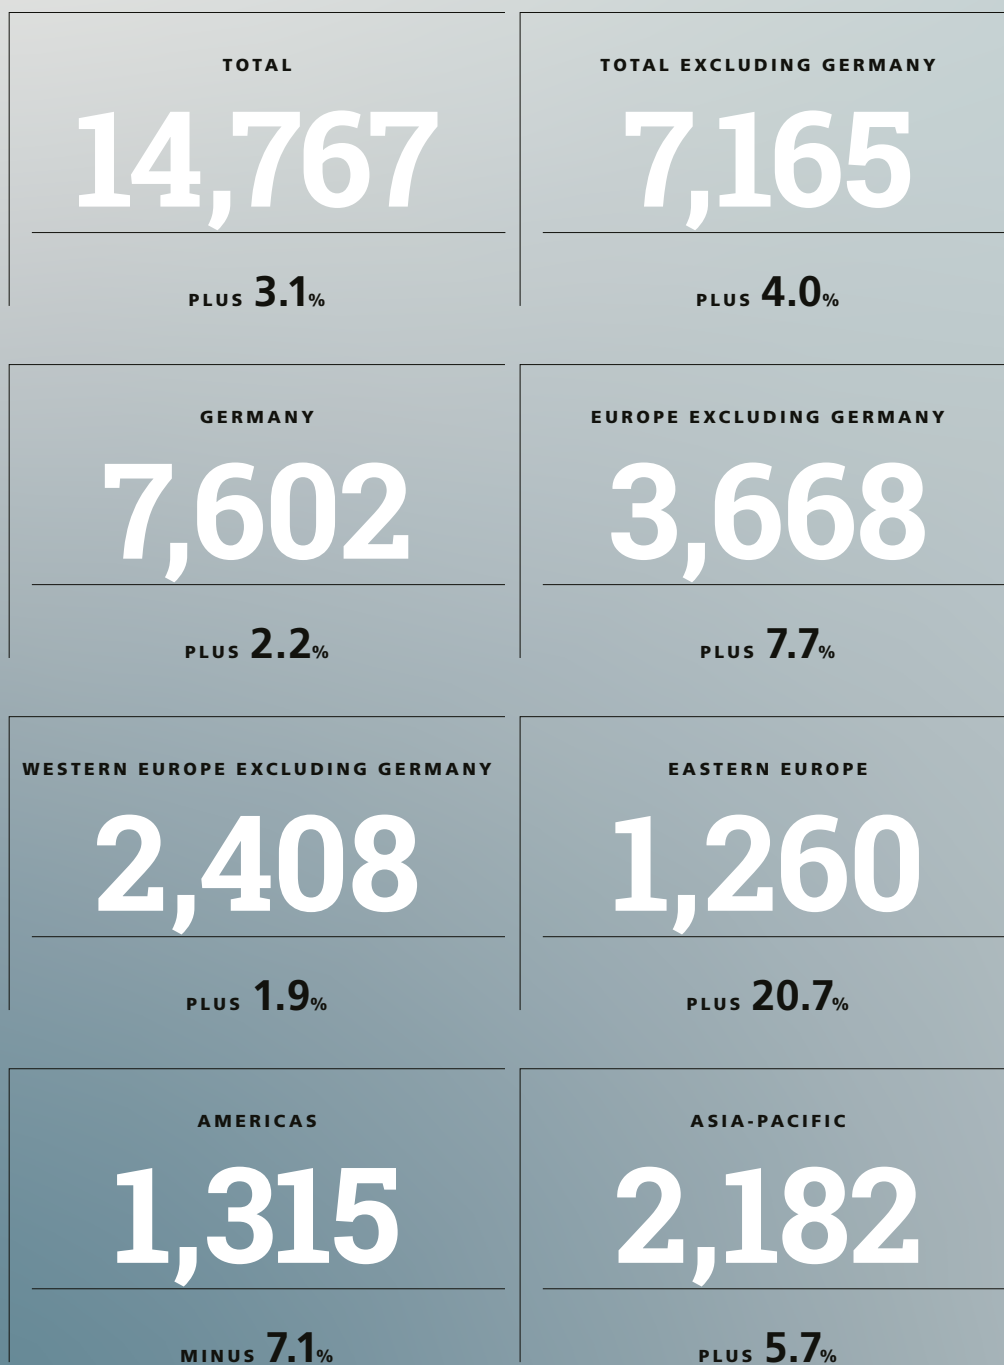 TOTAL
14,767
PLUS 3.1%
TOTAL EXCLUDING GERMANY
7,165
PLUS 4.0%
GERMANY
7,602
PLUS 2.2%
EUROPE EXCLUDING GERMANY
3,668
PLUS 7.7%
WESTERN EUROPE EXCLUDING GERMANY
2,408
PLUS 1.9%
EASTERN EUROPE
1,260
PLUS 20.7%
AMERICAS
1,315
MINUS 7.1%
ASIA-PACIFIC
2,182
PLUS 5.7%